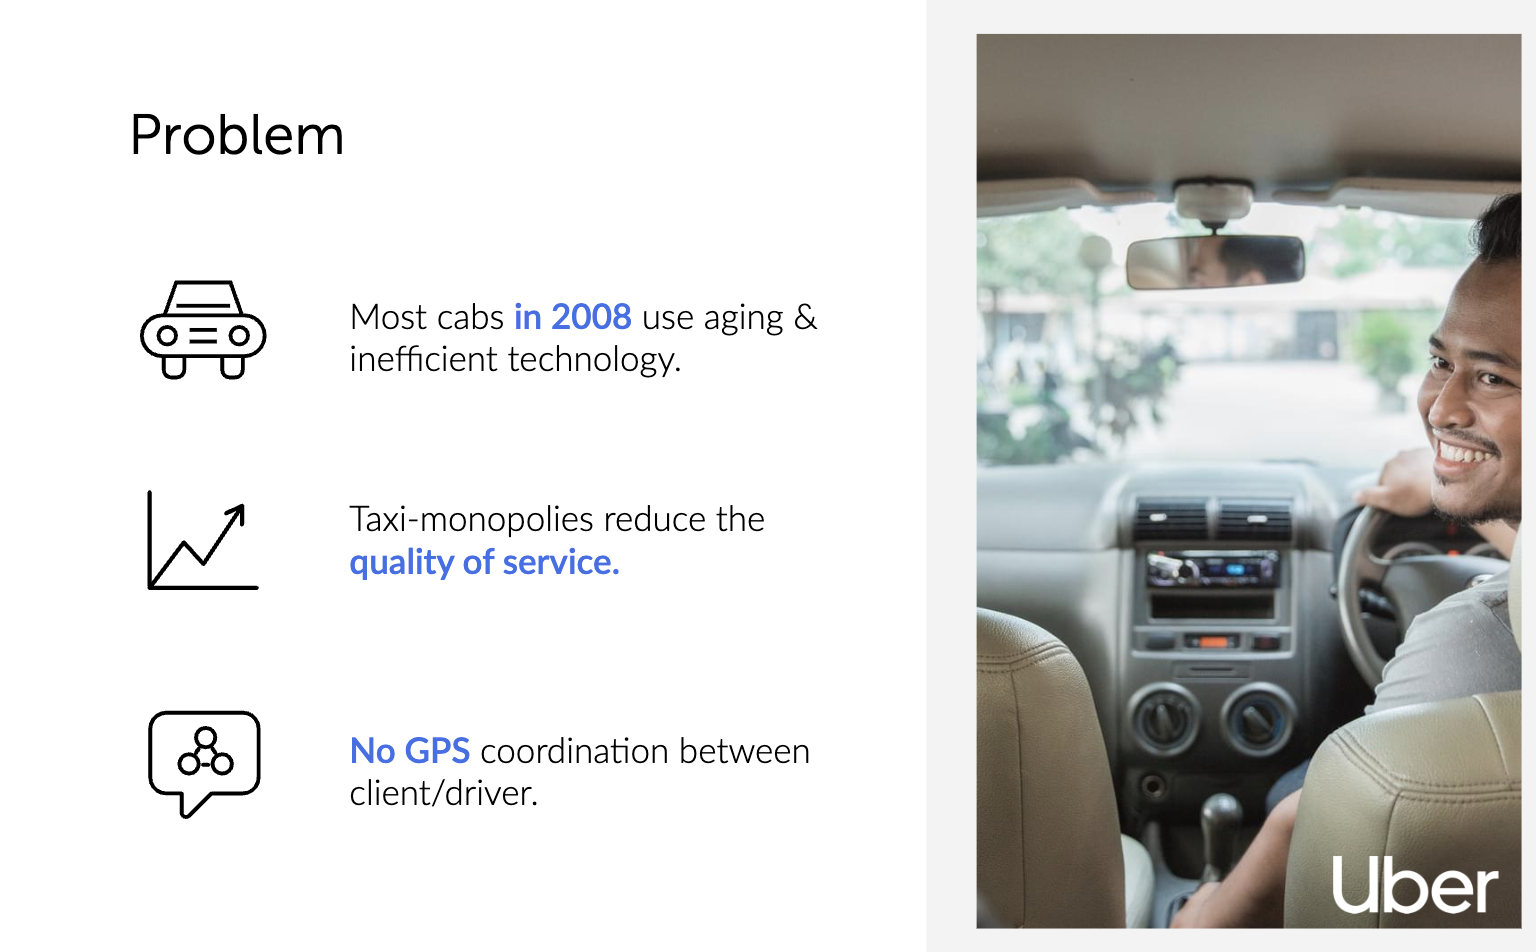 Problem
Most cabs in 2008 use aging &
inefficient technology.
Taxi-monopolies reduce the
quality of service.
No GPS coordination between
client/driver.
Uber